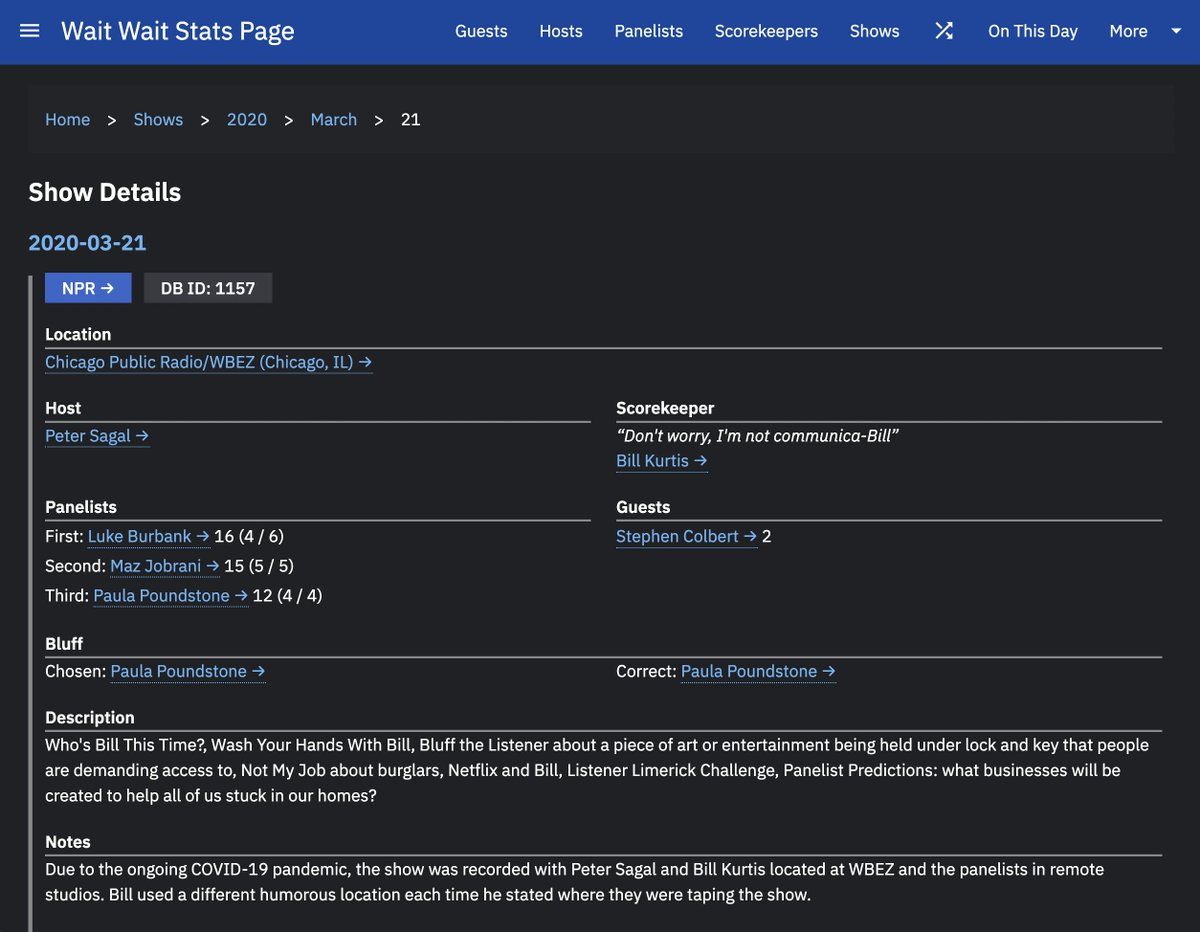 Wait Wait Stats Page
Guests
Hosts
Panelists
Scorekeepers
Shows
On This Day
More
Home > Shows > 2020 > March > 21
Show Details
2020-03-21
NPR →
DB ID: 1157
Location
Chicago Public Radio/WBEZ (Chicago, IL) →
Host
Peter Sagal →
Scorekeeper
“Don't worry, I'm not communica-Bill”
Bill Kurtis →
Panelists
First: Luke Burbank → 16 (4 / 6)
Second: Maz Jobrani → 15 (5 / 5)
Third: Paula Poundstone → 12 (4 / 4)
Guests
Stephen Colbert → 2
Bluff
Chosen: Paula Poundstone →
Correct: Paula Poundstone →
Description
Who's Bill This Time?, Wash Your Hands With Bill, Bluff the Listener about a piece of art or entertainment being held under lock and key that people
are demanding access to, Not My Job about burglars, Netflix and Bill, Listener Limerick Challenge, Panelist Predictions: what businesses will be
created to help all of us stuck in our homes?
Notes
Due to the ongoing COVID-19 pandemic, the show was recorded with Peter Sagal and Bill Kurtis located at WBEZ and the panelists in remote
studios. Bill used a different humorous location each time he stated where they were taping the show.